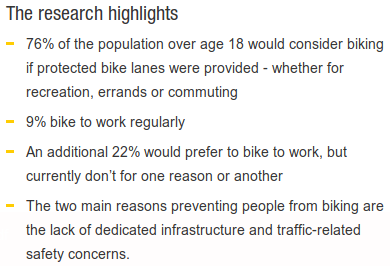 The research highlights
76% of the population over age 18 would consider biking
if protected bike lanes were provided - whether for
recreation, errands or commuting
9% bike to work regularly
An additional 22% would prefer to bike to work, but
currently don't for one reason or another
The two main reasons preventing people from biking are
the lack of dedicated infrastructure and traffic-related
safety concerns.